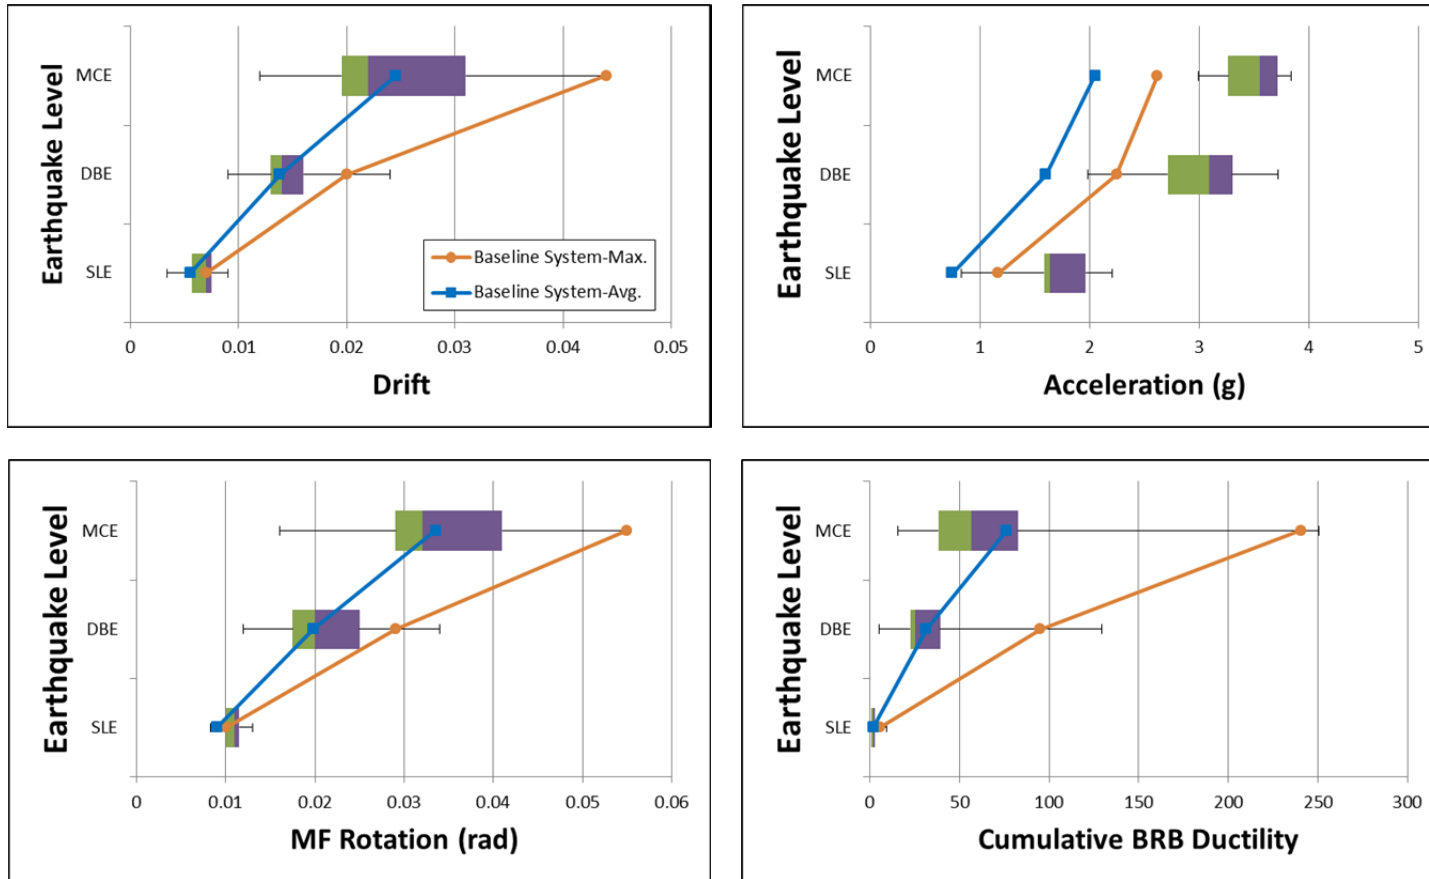 Earthquake Level
MCE
DBE
SLE
Baseline System-Max.
Baseline System-Avg.
0 0.01 0.02 0.03 0.04 0.05
Drift
Earthquake Level
MCE
DBE
SLE
0 1 2 3 4 5
Acceleration (g)
Earthquake Level
MCE
DBE
SLE
0 0.01 0.02 0.03 0.04 0.05 0.06
MF Rotation (rad)
Earthquake Level
MCE
DBE
SLE
0 50 100 150 200 250 300
Cumulative BRB Ductility